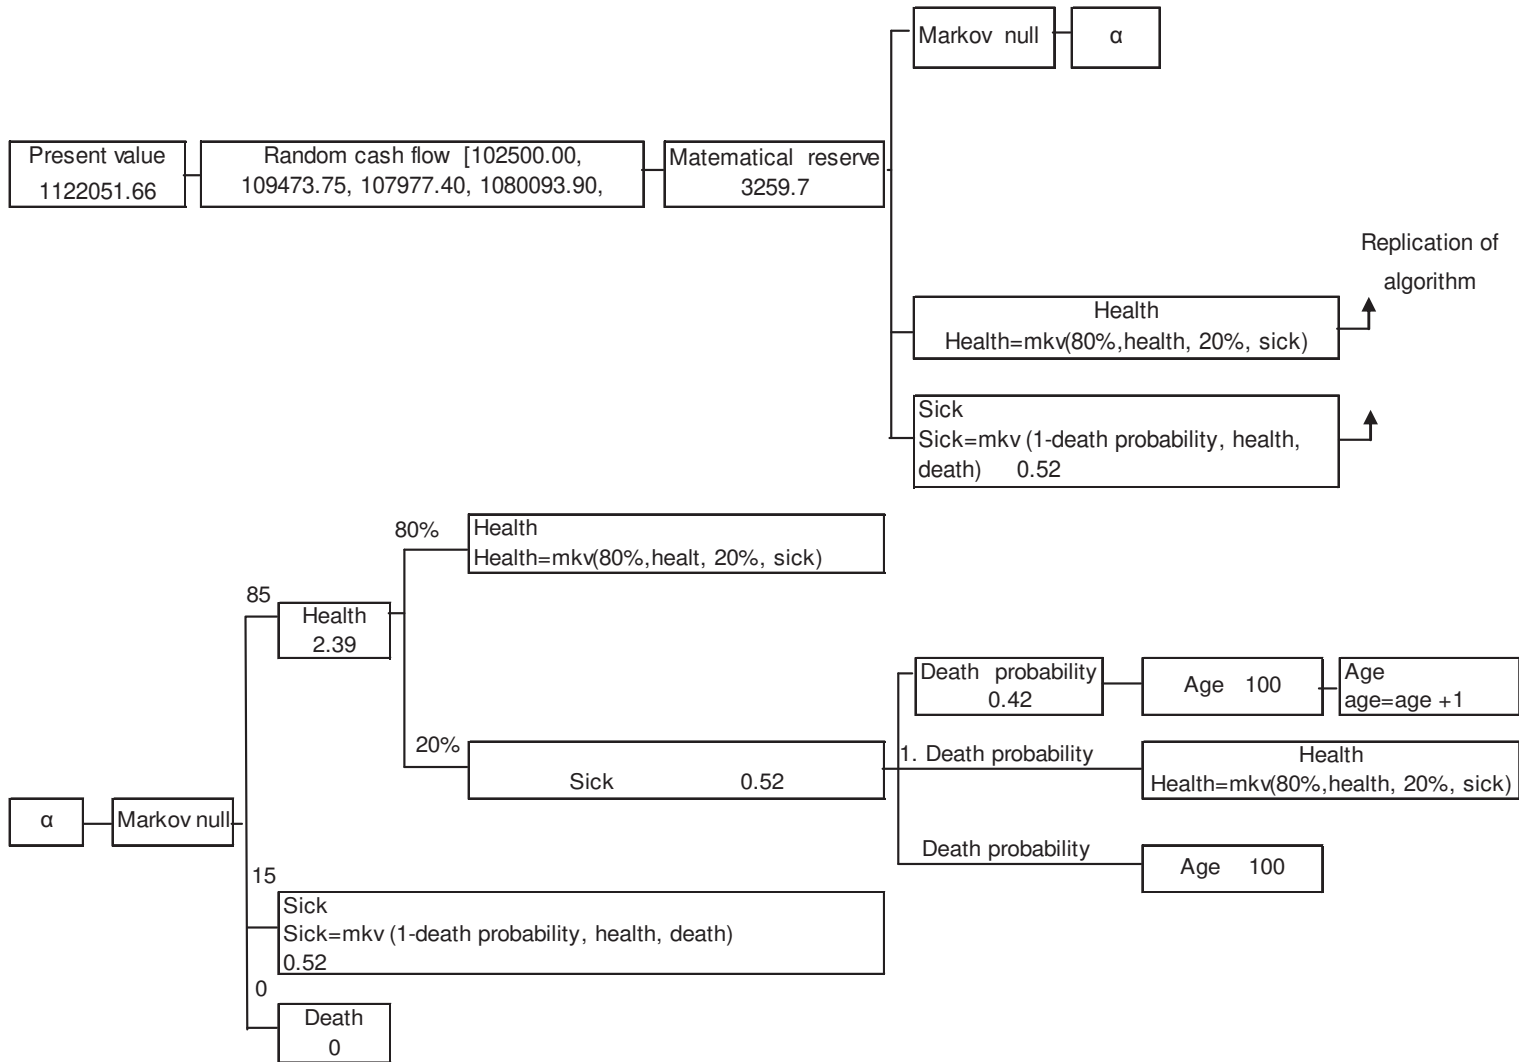 Markov null
α
Present value
1122051.66
Random cash flow [102500.00,
109473.75, 107977.40, 1080093.90,
Matematical reserve
3259.7
Replication of
algorithm
Health
Health=mkv(80%,health, 20%, sick)
Sick
Sick=mkv (1-death probability, health,
death) 0.52
80%
Health
Health=mkv(80%,healt, 20%, sick)
85
Health
2.39
Death probability
0.42
Age 100
Age
age=age +1
20%
Sick 0.52
1. Death probability
Health
Health=mkv(80%,health, 20%, sick)
α
Markov null
Death probability
Age 100
15
Sick
Sick=mkv (1-death probability, health, death)
0.52
0
Death
0